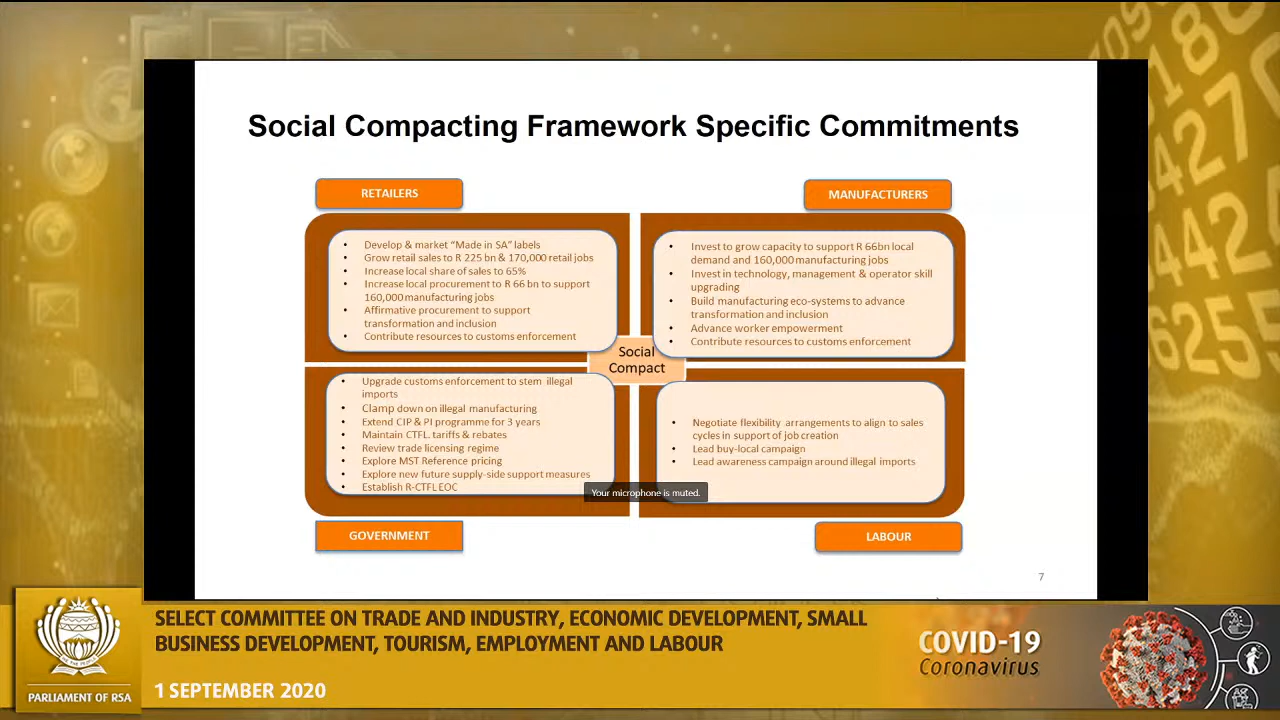 Social Compacting Framework Specific Commitments
RETAILERS
• Develop & market “Made in SA” labels
• Grow retail sales to R 225 bn & 170,000 retail jobs
• Increase local share of sales to 65%
• Increase local procurement to R 66 bn to support
160,000 manufacturing jobs
• Affirmative procurement to support
transformation and inclusion
• Contribute resources to customs enforcement
MANUFACTURERS
• Invest to grow capacity to support R 66bn local
demand and 160,000 manufacturing jobs
• Invest in technology, management & operator skill
upgrading
• Build manufacturing eco-systems to advance
transformation and inclusion
• Advance worker empowerment
• Contribute resources to customs enforcement
Social
Compact
• Upgrade customs enforcement to stem illegal
imports
• Clamp down on illegal manufacturing
• Extend CIP & PI programme for 3 years
• Maintain CTFL. tariffs & rebates
• Review trade licensing regime
• Explore MST Reference pricing
• Explore new future supply-side support measures
• Establish R-CTFL EOC
GOVERNMENT
• Negotiate flexibility arrangements to align to sales
cycles in support of job creation
• Lead buy-local campaign
• Lead awareness campaign around illegal imports
LABOUR
Your microphone is muted.
7
PARLIAMENT OF RSA
SELECT COMMITTEE ON TRADE AND INDUSTRY, ECONOMIC DEVELOPMENT, SMALL
BUSINESS DEVELOPMENT, TOURISM, EMPLOYMENT AND LABOUR
1 SEPTEMBER 2020
COVID-19
Coronavirus